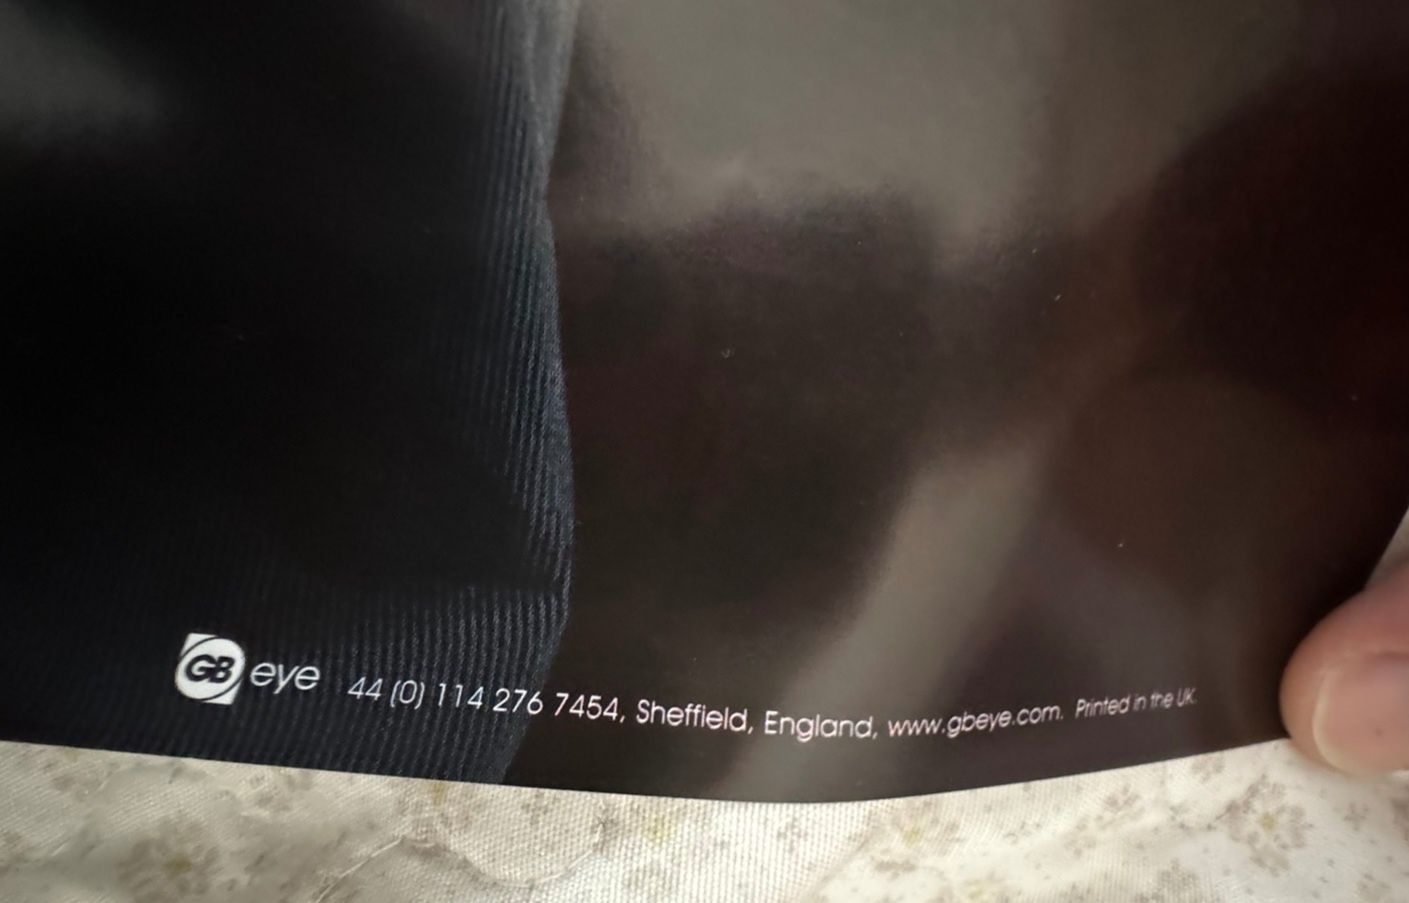 GB eye 44 (0) 114 276 7454, Sheffield, England, www.gbeye.com. Printed in the UK.